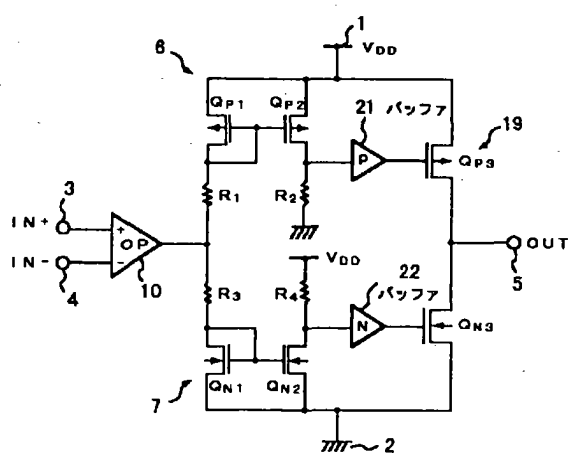 1
VDD
6
QP1
QP2
21 バッファ
19
P
QP3
3
R1
R2
IN+
+
OP
OUT
IN-
-
VDD
5
4
10
R3
R4
22
バッファ
N
QN3
QN1
QN2
7
2